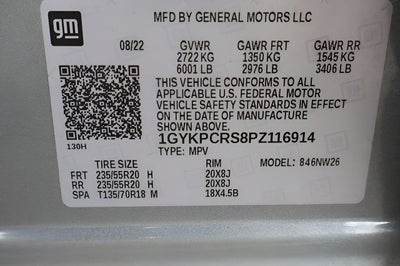 gm
MFD BY GENERAL MOTORS LLC
08/22 GVWR GAWR FRT GAWR RR
2722 KG 1350 KG 1545 KG
6001 LB 2976 LB 3406 LB
THIS VEHICLE CONFORMS TO ALL
APPLICABLE U.S. FEDERAL MOTOR
VEHICLE SAFETY STANDARDS IN EFFECT
ON THE DATE OF MANUFACTURE
SHOWN ABOVE.
130H
1GYKPCRS8PZ116914
TYPE: MPV
MODEL: 846NW26
TIRE SIZE RIM
FRT 235/55R20 H 20X8J
RR 235/55R20 H 20X8J
SPA T135/70R18 M 18X4.5B